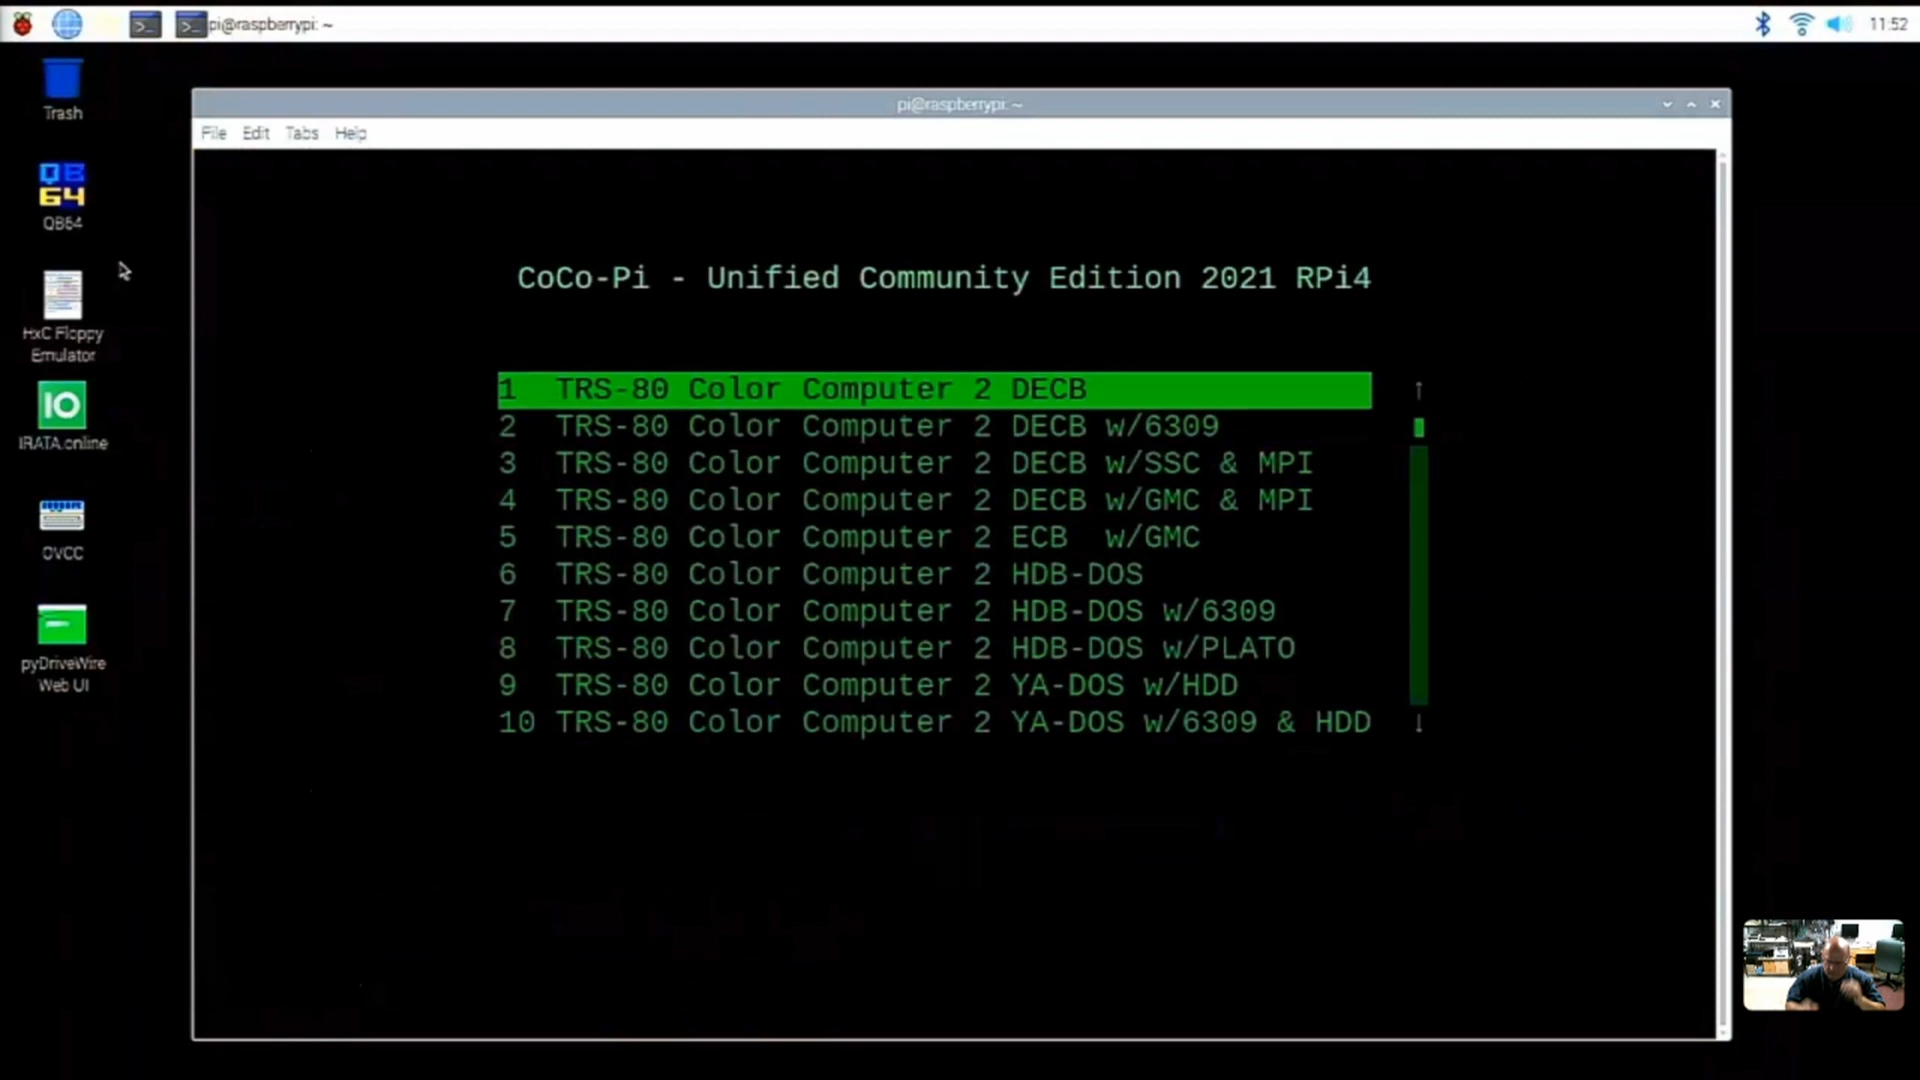 pi@raspberrypi: ~
11:52
Trash
QB64
QB64
HxC Floppy
Emulator
IO
IRATA.online
OVCC
pyDriveWire
Web UI
pi@raspberrypi: ~
File Edit Tabs Help
CoCo-Pi - Unified Community Edition 2021 RPi4
1 TRS-80 Color Computer 2 DECB
2 TRS-80 Color Computer 2 DECB w/6309
3 TRS-80 Color Computer 2 DECB w/SSC & MPI
4 TRS-80 Color Computer 2 DECB w/GMC & MPI
5 TRS-80 Color Computer 2 ECB w/GMC
6 TRS-80 Color Computer 2 HDB-DOS
7 TRS-80 Color Computer 2 HDB-DOS w/6309
8 TRS-80 Color Computer 2 HDB-DOS w/PLATO
9 TRS-80 Color Computer 2 YA-DOS w/HDD
10 TRS-80 Color Computer 2 YA-DOS w/6309 & HDD